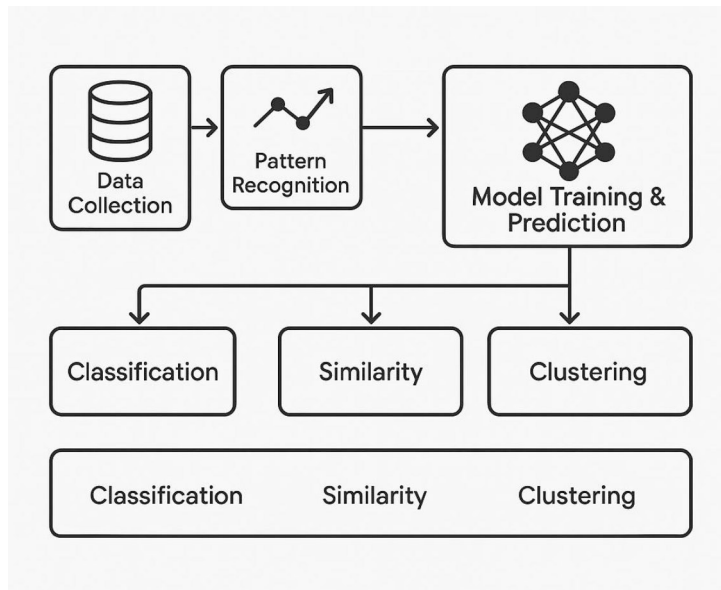 Data
Collection
Pattern
Recognition
Model Training &
Prediction
Classification
Similarity
Clustering
Classification
Similarity
Clustering